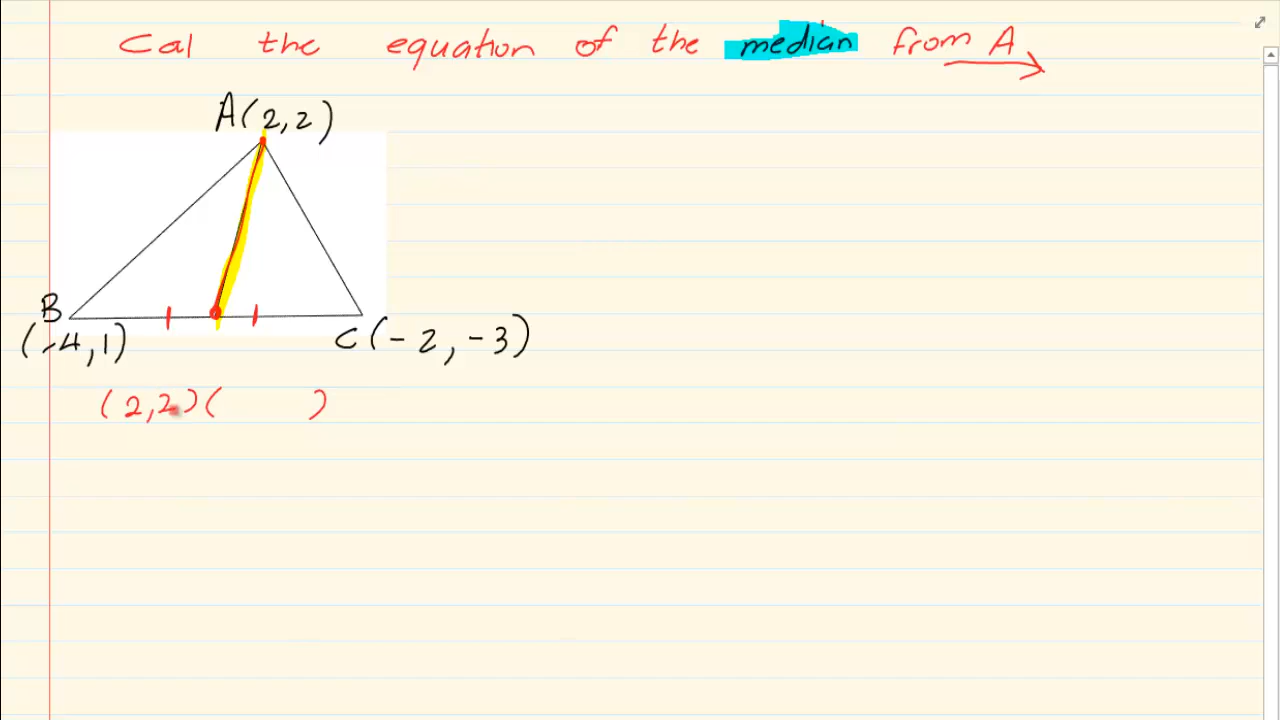 Cal the equation of the median from A
A(2,2)
B
(-4,1)
C(-2,-3)
(2,2)( )